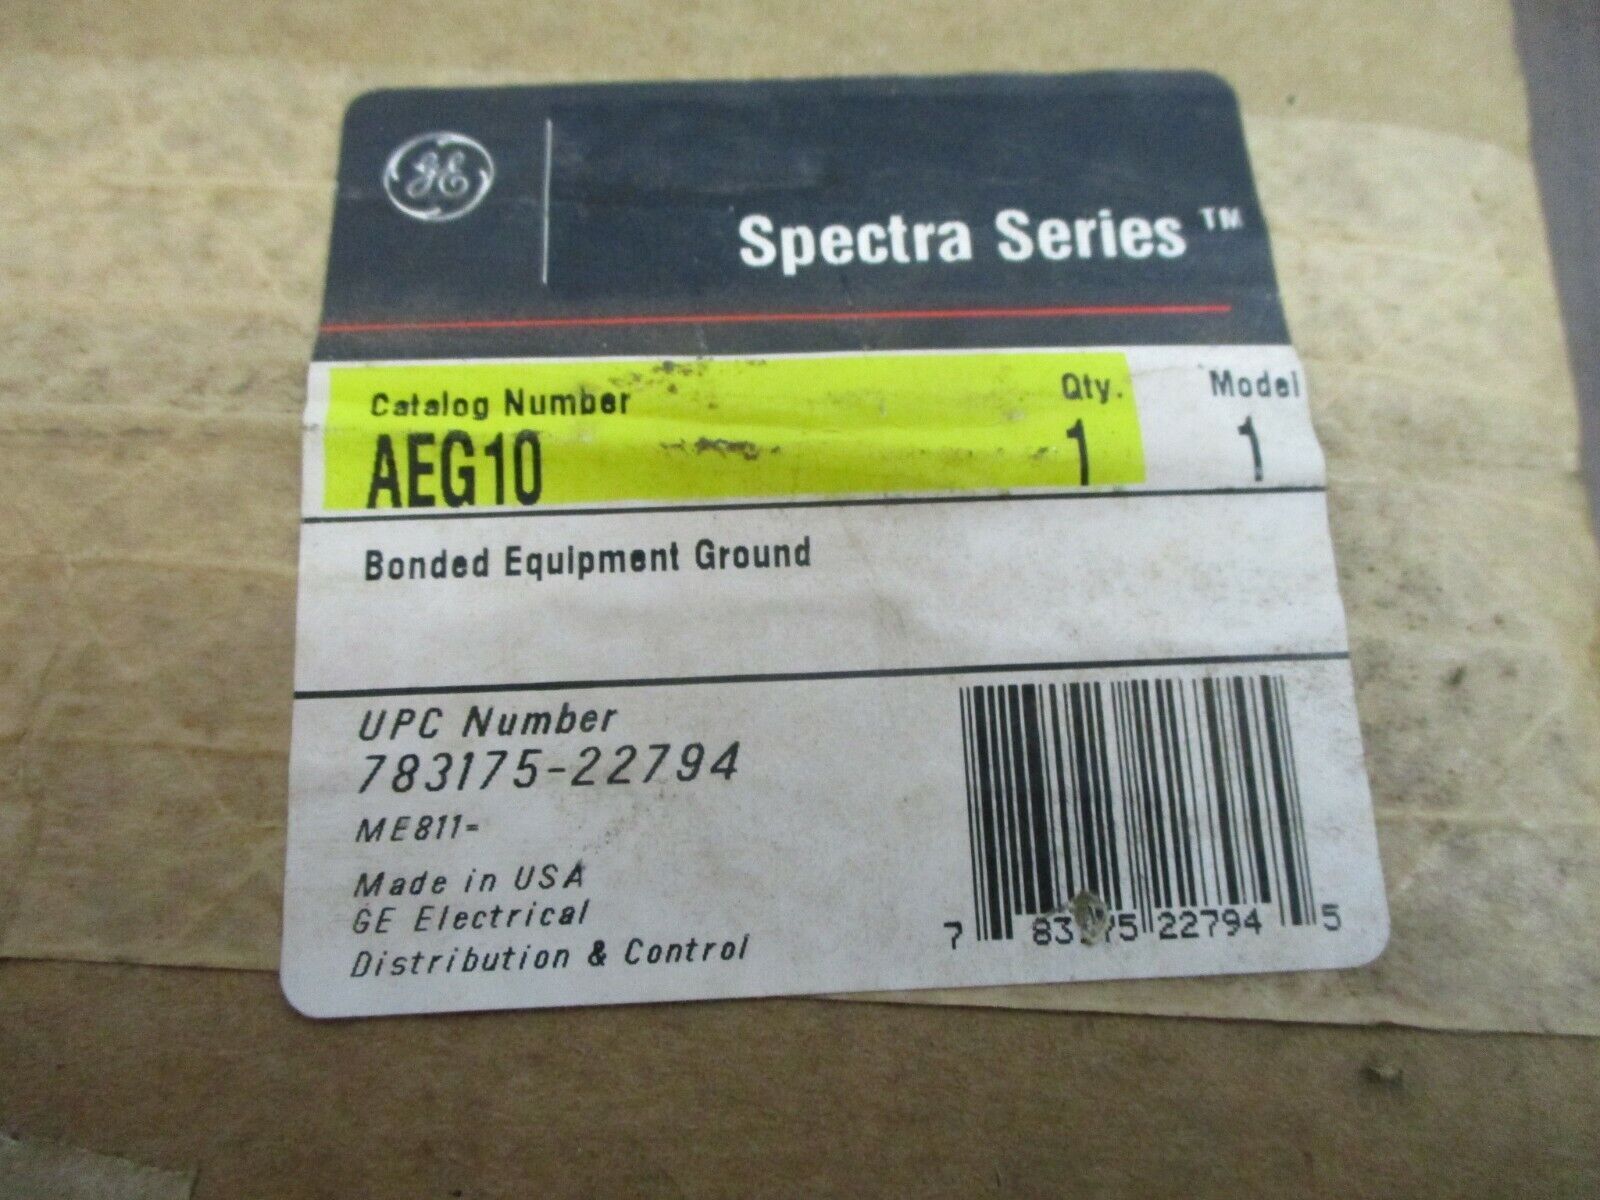 GE
Spectra Series™
Catalog Number Qty. Model
AEG10 1 1
Bonded Equipment Ground
UPC Number
783175-22794
ME811-
Made in USA
GE Electrical
Distribution & Control
7 22794 5